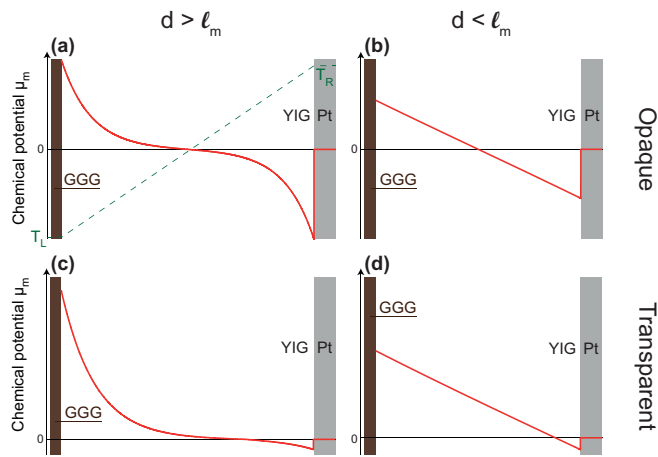 d > ℓm
d < ℓm
(a)
(b)
Chemical potential μm
TR
YIG Pt
YIG Pt
Opaque
0
0
GGG
GGG
TL
(c)
(d)
Chemical potential μm
GGG
YIG Pt
YIG Pt
Transparent
GGG
0
0